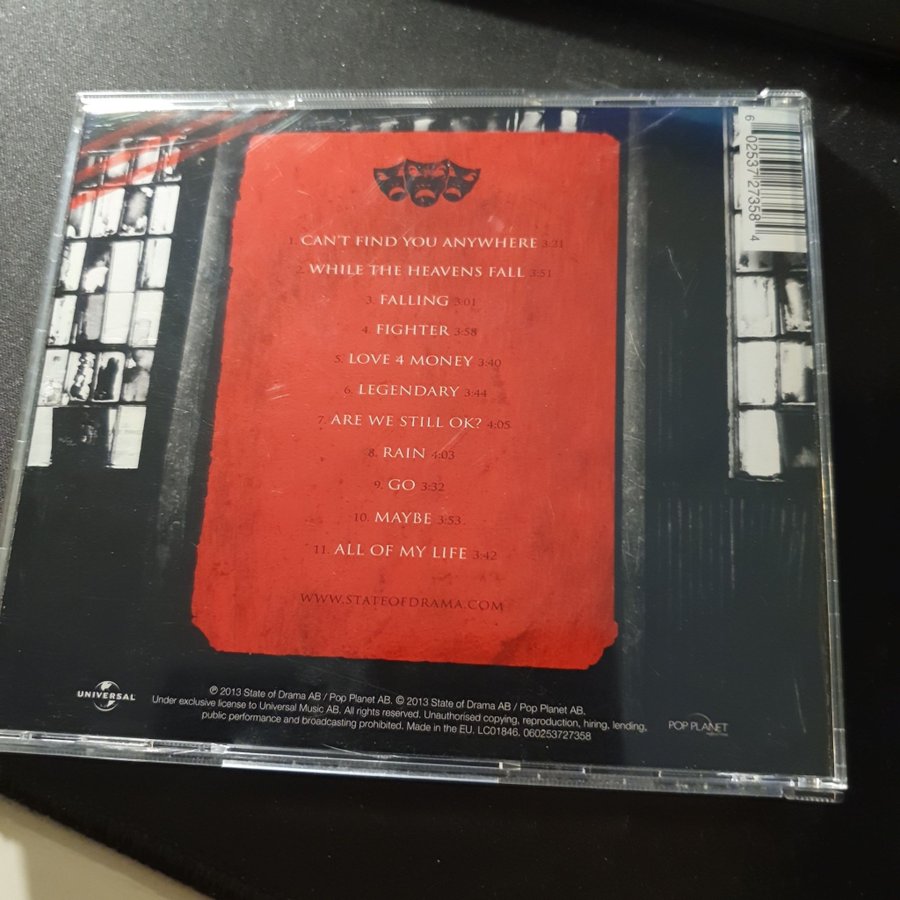 1. CAN'T FIND YOU ANYWHERE 3:21
2. WHILE THE HEAVENS FALL 3:51
3. FALLING 3:01
4. FIGHTER 3:58
5. LOVE 4 MONEY 3:40
6. LEGENDARY 3:44
7. ARE WE STILL OK? 4:05
8. RAIN 4:03
9. GO 3:32
10. MAYBE 3:53
11. ALL OF MY LIFE 3:42
WWW.STATEOFDRAMA.COM
6 02537 27358 4
UNIVERSAL
℗ 2013 State of Drama AB / Pop Planet AB. © 2013 State of Drama AB / Pop Planet AB.
Under exclusive license to Universal Music AB. All rights reserved. Unauthorised copying, reproduction, hiring, lending,
public performance and broadcasting prohibited. Made in the EU. LC01846. 060253727358
POP PLANET